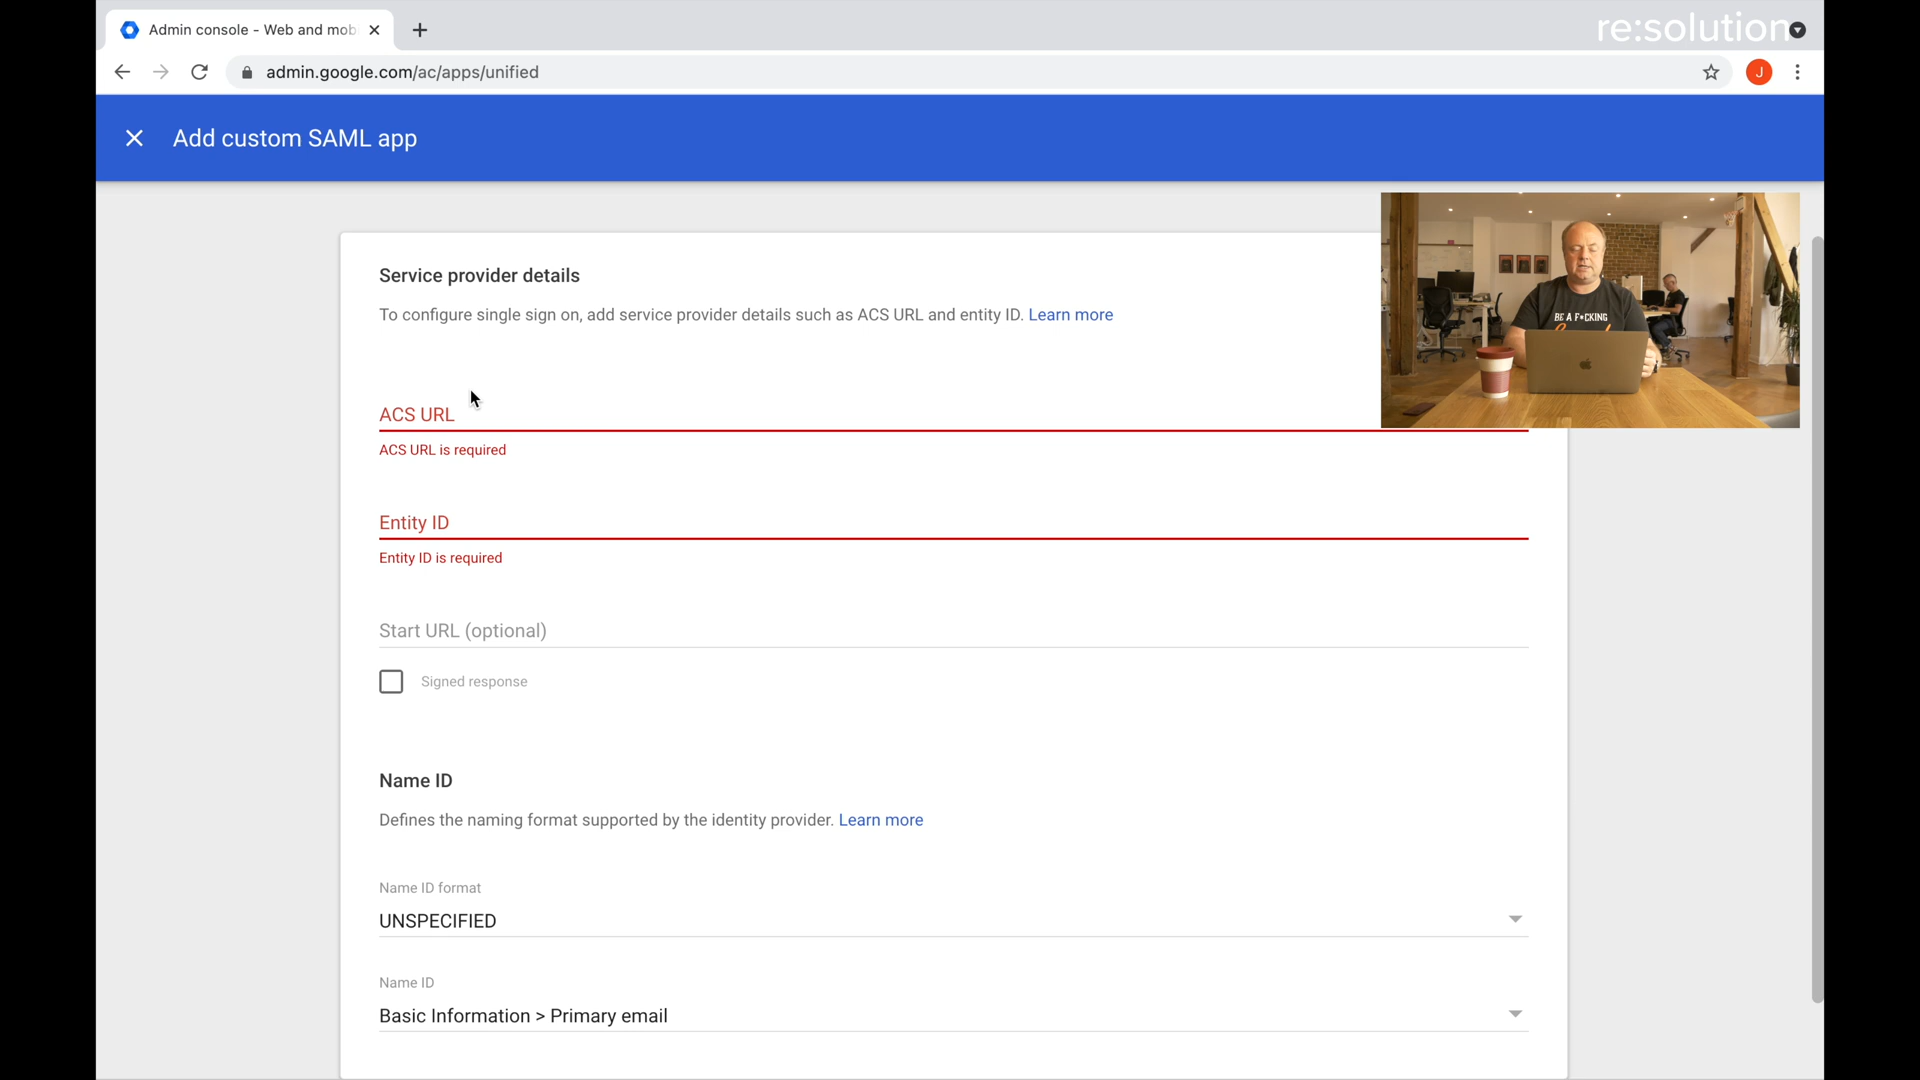 Admin console - Web and mob
re:solution
admin.google.com/ac/apps/unified
J
Add custom SAML app
Service provider details
To configure single sign on, add service provider details such as ACS URL and entity ID. Learn more
BE A F*CKING
ACS URL
ACS URL is required
Entity ID
Entity ID is required
Start URL (optional)
Signed response
Name ID
Defines the naming format supported by the identity provider. Learn more
Name ID format
UNSPECIFIED
Name ID
Basic Information > Primary email